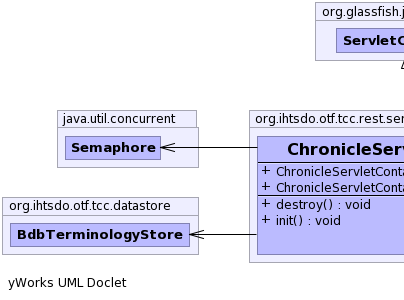 org.glassfish.j
ServletC
java.util.concurrent
Semaphore
org.ihtsdo.otf.tcc.rest.ser
ChronicleServ
+ ChronicleServletConta
+ ChronicleServletConta
+ destroy() : void
+ init() : void
org.ihtsdo.otf.tcc.datastore
BdbTerminologyStore
yWorks UML Doclet